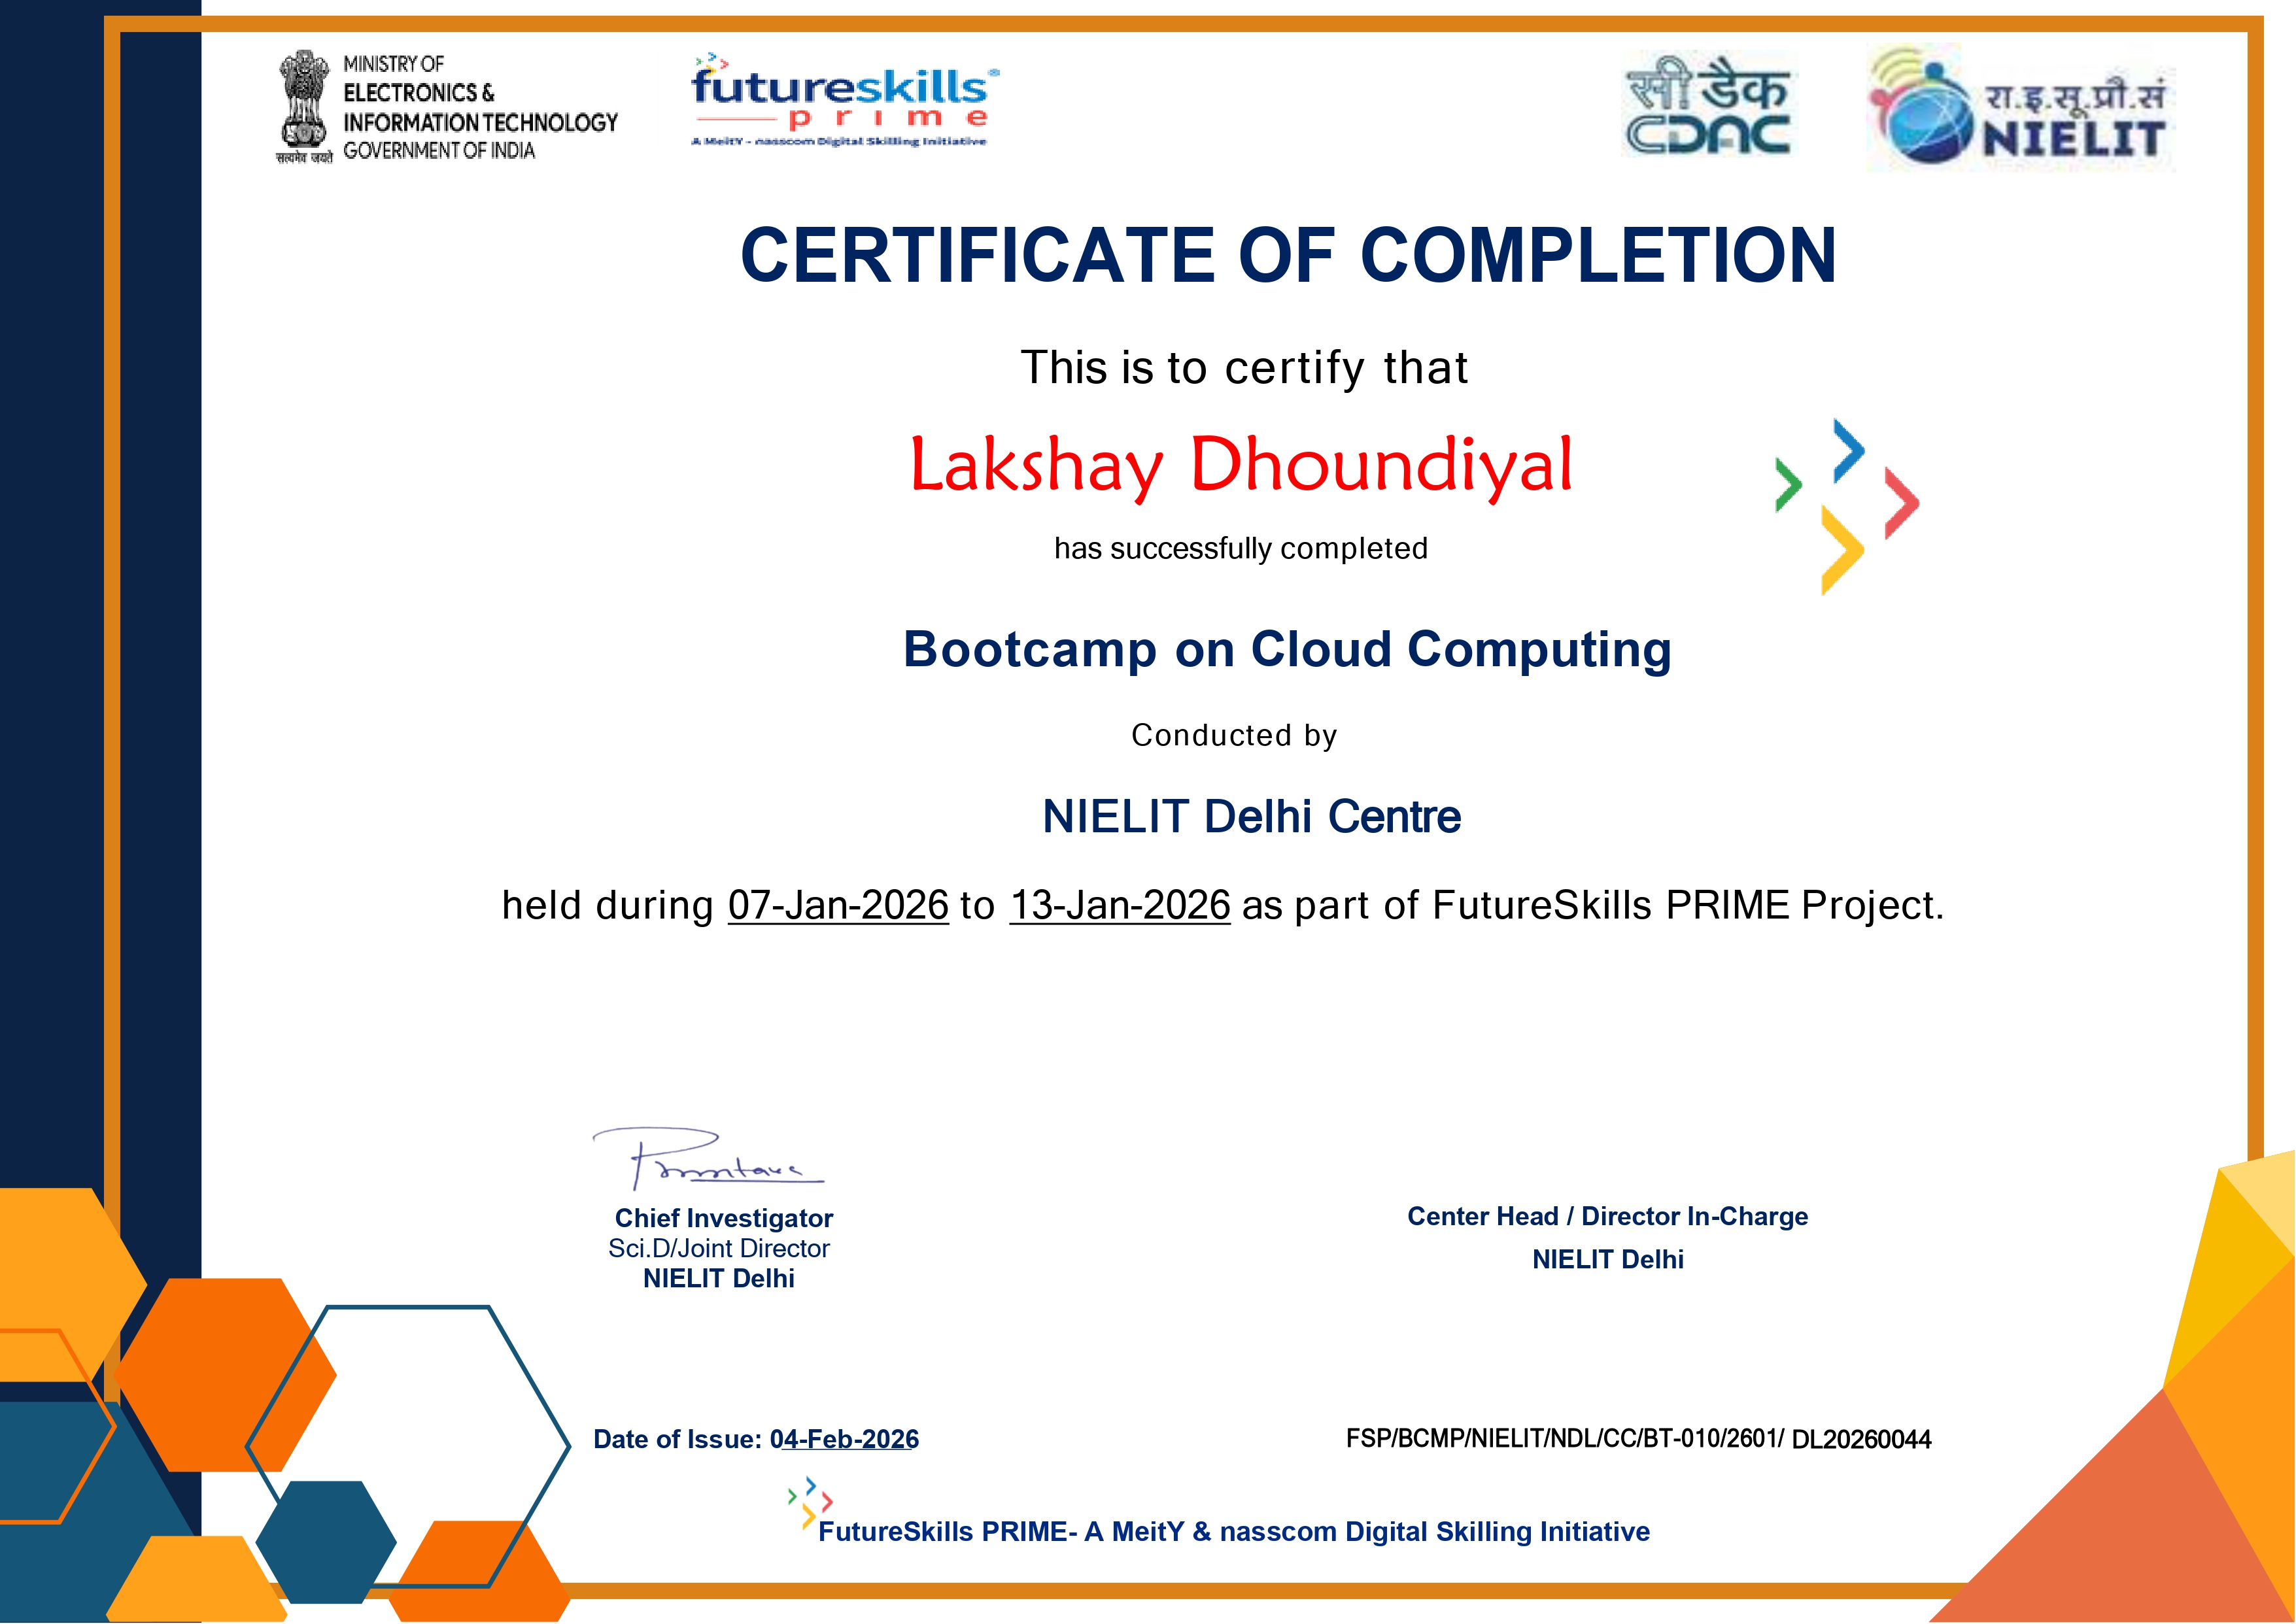 MINISTRY OF
ELECTRONICS &
INFORMATION TECHNOLOGY
GOVERNMENT OF INDIA
सत्यमेव जयते
futureskills®
prime
A MeitY - nasscom Digital Skilling Initiative
सी डैक
CDAC
रा.इ.सू.प्रौ.सं
NIELIT
CERTIFICATE OF COMPLETION
This is to certify that
Lakshay Dhoundiyal
has successfully completed
Bootcamp on Cloud Computing
Conducted by
NIELIT Delhi Centre
held during 07-Jan-2026 to 13-Jan-2026 as part of FutureSkills PRIME Project.
Chief Investigator
Sci.D/Joint Director
NIELIT Delhi
Center Head / Director In-Charge
NIELIT Delhi
Date of Issue: 04-Feb-2026
FSP/BCMP/NIELIT/NDL/CC/BT-010/2601/ DL20260044
FutureSkills PRIME- A MeitY & nasscom Digital Skilling Initiative